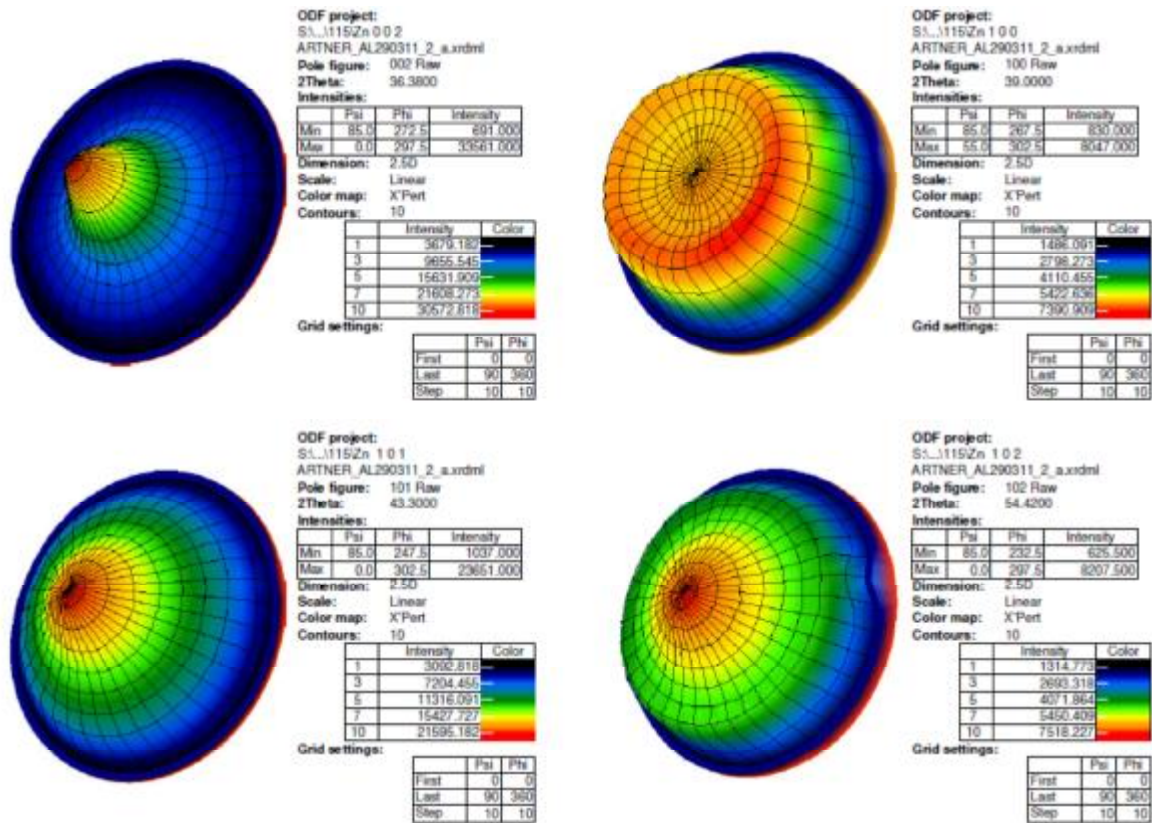 ODF project:
S:\...\115\Zn 0 0 2
ARTNER_AL290311_2_a.xrdml
Pole figure: 002 Raw
2Theta: 36.3800
Intensities:
Psi Phi Intensity
Min 85.0 272.5 691.000
Max 0.0 297.5 33561.000
Dimension: 2.5D
Scale: Linear
Color map: X'Pert
Contours: 10
Intensity Color
1 3679.182
3 9655.545
5 15631.909
7 21608.273
10 30572.818
Grid settings:
Psi Phi
First 0 0
Last 90 360
Step 10 10
ODF project:
S:\...\115\Zn 1 0 0
ARTNER_AL290311_2_a.xrdml
Pole figure: 100 Raw
2Theta: 39.0000
Intensities:
Psi Phi Intensity
Min 85.0 267.5 830.000
Max 55.0 302.5 8047.000
Dimension: 2.5D
Scale: Linear
Color map: X'Pert
Contours: 10
Intensity Color
1 1486.091
3 2798.273
5 4110.455
7 5422.636
10 7390.909
Grid settings:
Psi Phi
First 0 0
Last 90 360
Step 10 10
ODF project:
S:\...\115\Zn 1 0 1
ARTNER_AL290311_2_a.xrdml
Pole figure: 101 Raw
2Theta: 43.3000
Intensities:
Psi Phi Intensity
Min 85.0 247.5 1037.000
Max 0.0 302.5 23651.000
Dimension: 2.5D
Scale: Linear
Color map: X'Pert
Contours: 10
Intensity Color
1 3092.818
3 7204.455
5 11316.091
7 15427.727
10 21595.182
Grid settings:
Psi Phi
First 0 0
Last 90 360
Step 10 10
ODF project:
S:\...\115\Zn 1 0 2
ARTNER_AL290311_2_a.xrdml
Pole figure: 102 Raw
2Theta: 54.4200
Intensities:
Psi Phi Intensity
Min 85.0 232.5 625.500
Max 0.0 297.5 8207.500
Dimension: 2.5D
Scale: Linear
Color map: X'Pert
Contours: 10
Intensity Color
1 1314.773
3 2693.318
5 4071.864
7 5450.409
10 7518.227
Grid settings:
Psi Phi
First 0 0
Last 90 360
Step 10 10